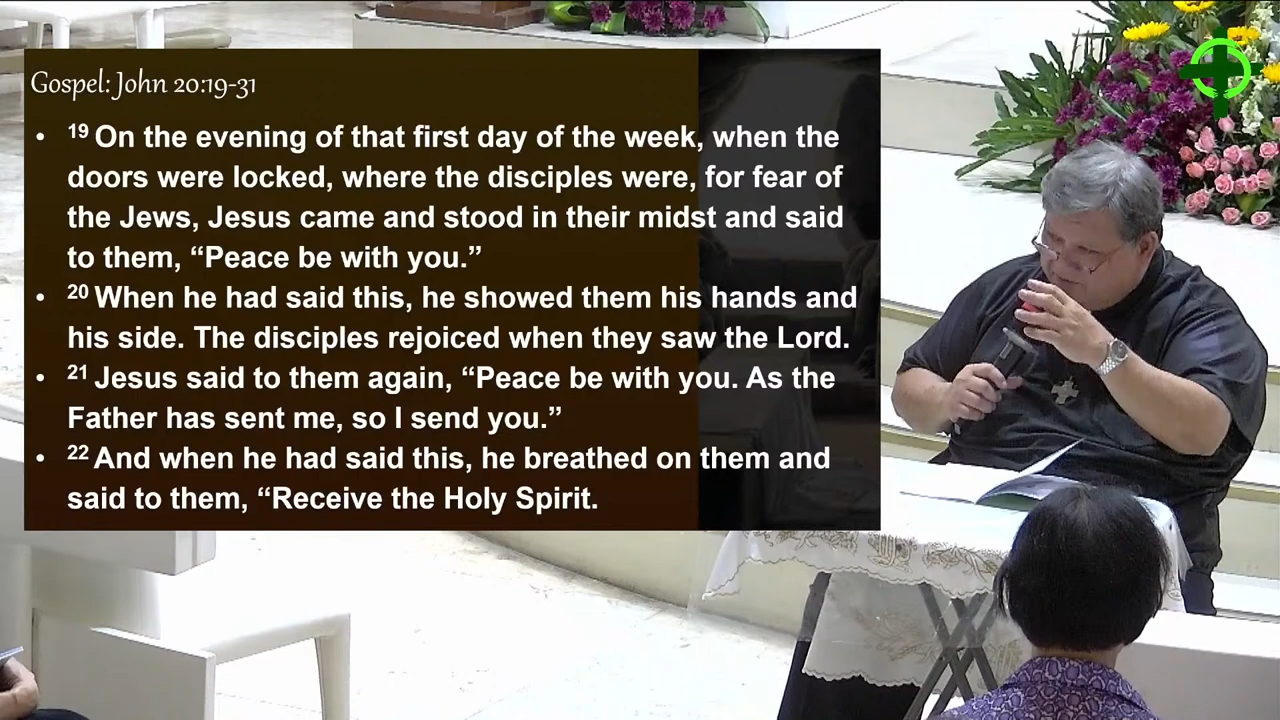 Gospel: John 20:19-31
• 19 On the evening of that first day of the week, when the
doors were locked, where the disciples were, for fear of
the Jews, Jesus came and stood in their midst and said
to them, “Peace be with you.”
• 20 When he had said this, he showed them his hands and
his side. The disciples rejoiced when they saw the Lord.
• 21 Jesus said to them again, “Peace be with you. As the
Father has sent me, so I send you.”
• 22 And when he had said this, he breathed on them and
said to them, “Receive the Holy Spirit.